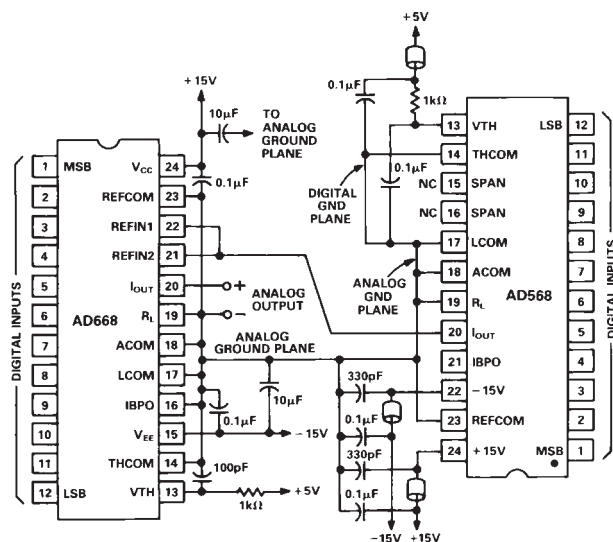 +5V
0.1µF
1kΩ
+15V
10µF
TO
ANALOG
GROUND
PLANE
0.1µF
0.1µF
DIGITAL
GND
PLANE
ANALOG
GND
PLANE
DIGITAL INPUTS
1 MSB VCC 24
2 REFCOM 23
3 REFIN1 22
4 REFIN2 21
5 IOUT 20 +
ANALOG
OUTPUT
6 RL 19 −
AD668
7 ACOM 18
8 LCOM 17
9 IBPO 16
10 VEE 15
11 THCOM 14
12 LSB VTH 13
ANALOG
GROUND PLANE
0.1µF
10µF
−15V
100pF
1kΩ
+5V
13 VTH LSB 12
14 THCOM 11
NC 15 SPAN 10
NC 16 SPAN 9
17 LCOM 8
18 ACOM 7
AD568
19 RL 6
20 IOUT 5
21 IBPO 4
22 −15V 3
23 REFCOM 2
24 +15V MSB 1
DIGITAL INPUTS
330pF
0.1µF
330pF
0.1µF
−15V
+15V